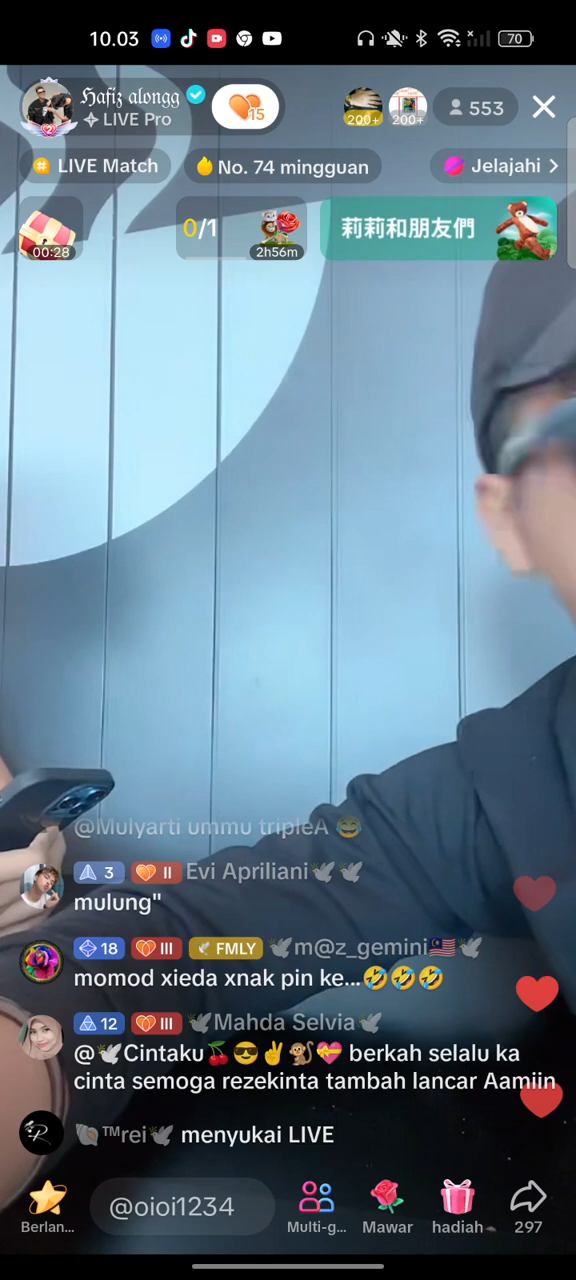 10.03
70
Hafiz alongg
LIVE Pro
15
200+
200+
553
LIVE Match
No. 74 mingguan
Jelajahi >
00:28
0/1
2h56m
莉莉和朋友們
@Mulyarti ummu tripleA 😂
3 II Evi Apriliani🕊️🕊️
mulung"
18 III FMLY 🕊️m@z_gemini🇲🇾🕊️
momod xieda xnak pin ke...🤣🤣🤣
12 III 🕊️Mahda Selvia🕊️
@🕊️Cintaku🍒😎✌️🐒💝 berkah selalu ka
cinta semoga rezekinta tambah lancar Aamiin
R
🐚™rei🕊️ menyukai LIVE
@oioi1234
Berlan...
Multi-g...
Mawar
hadiah
297